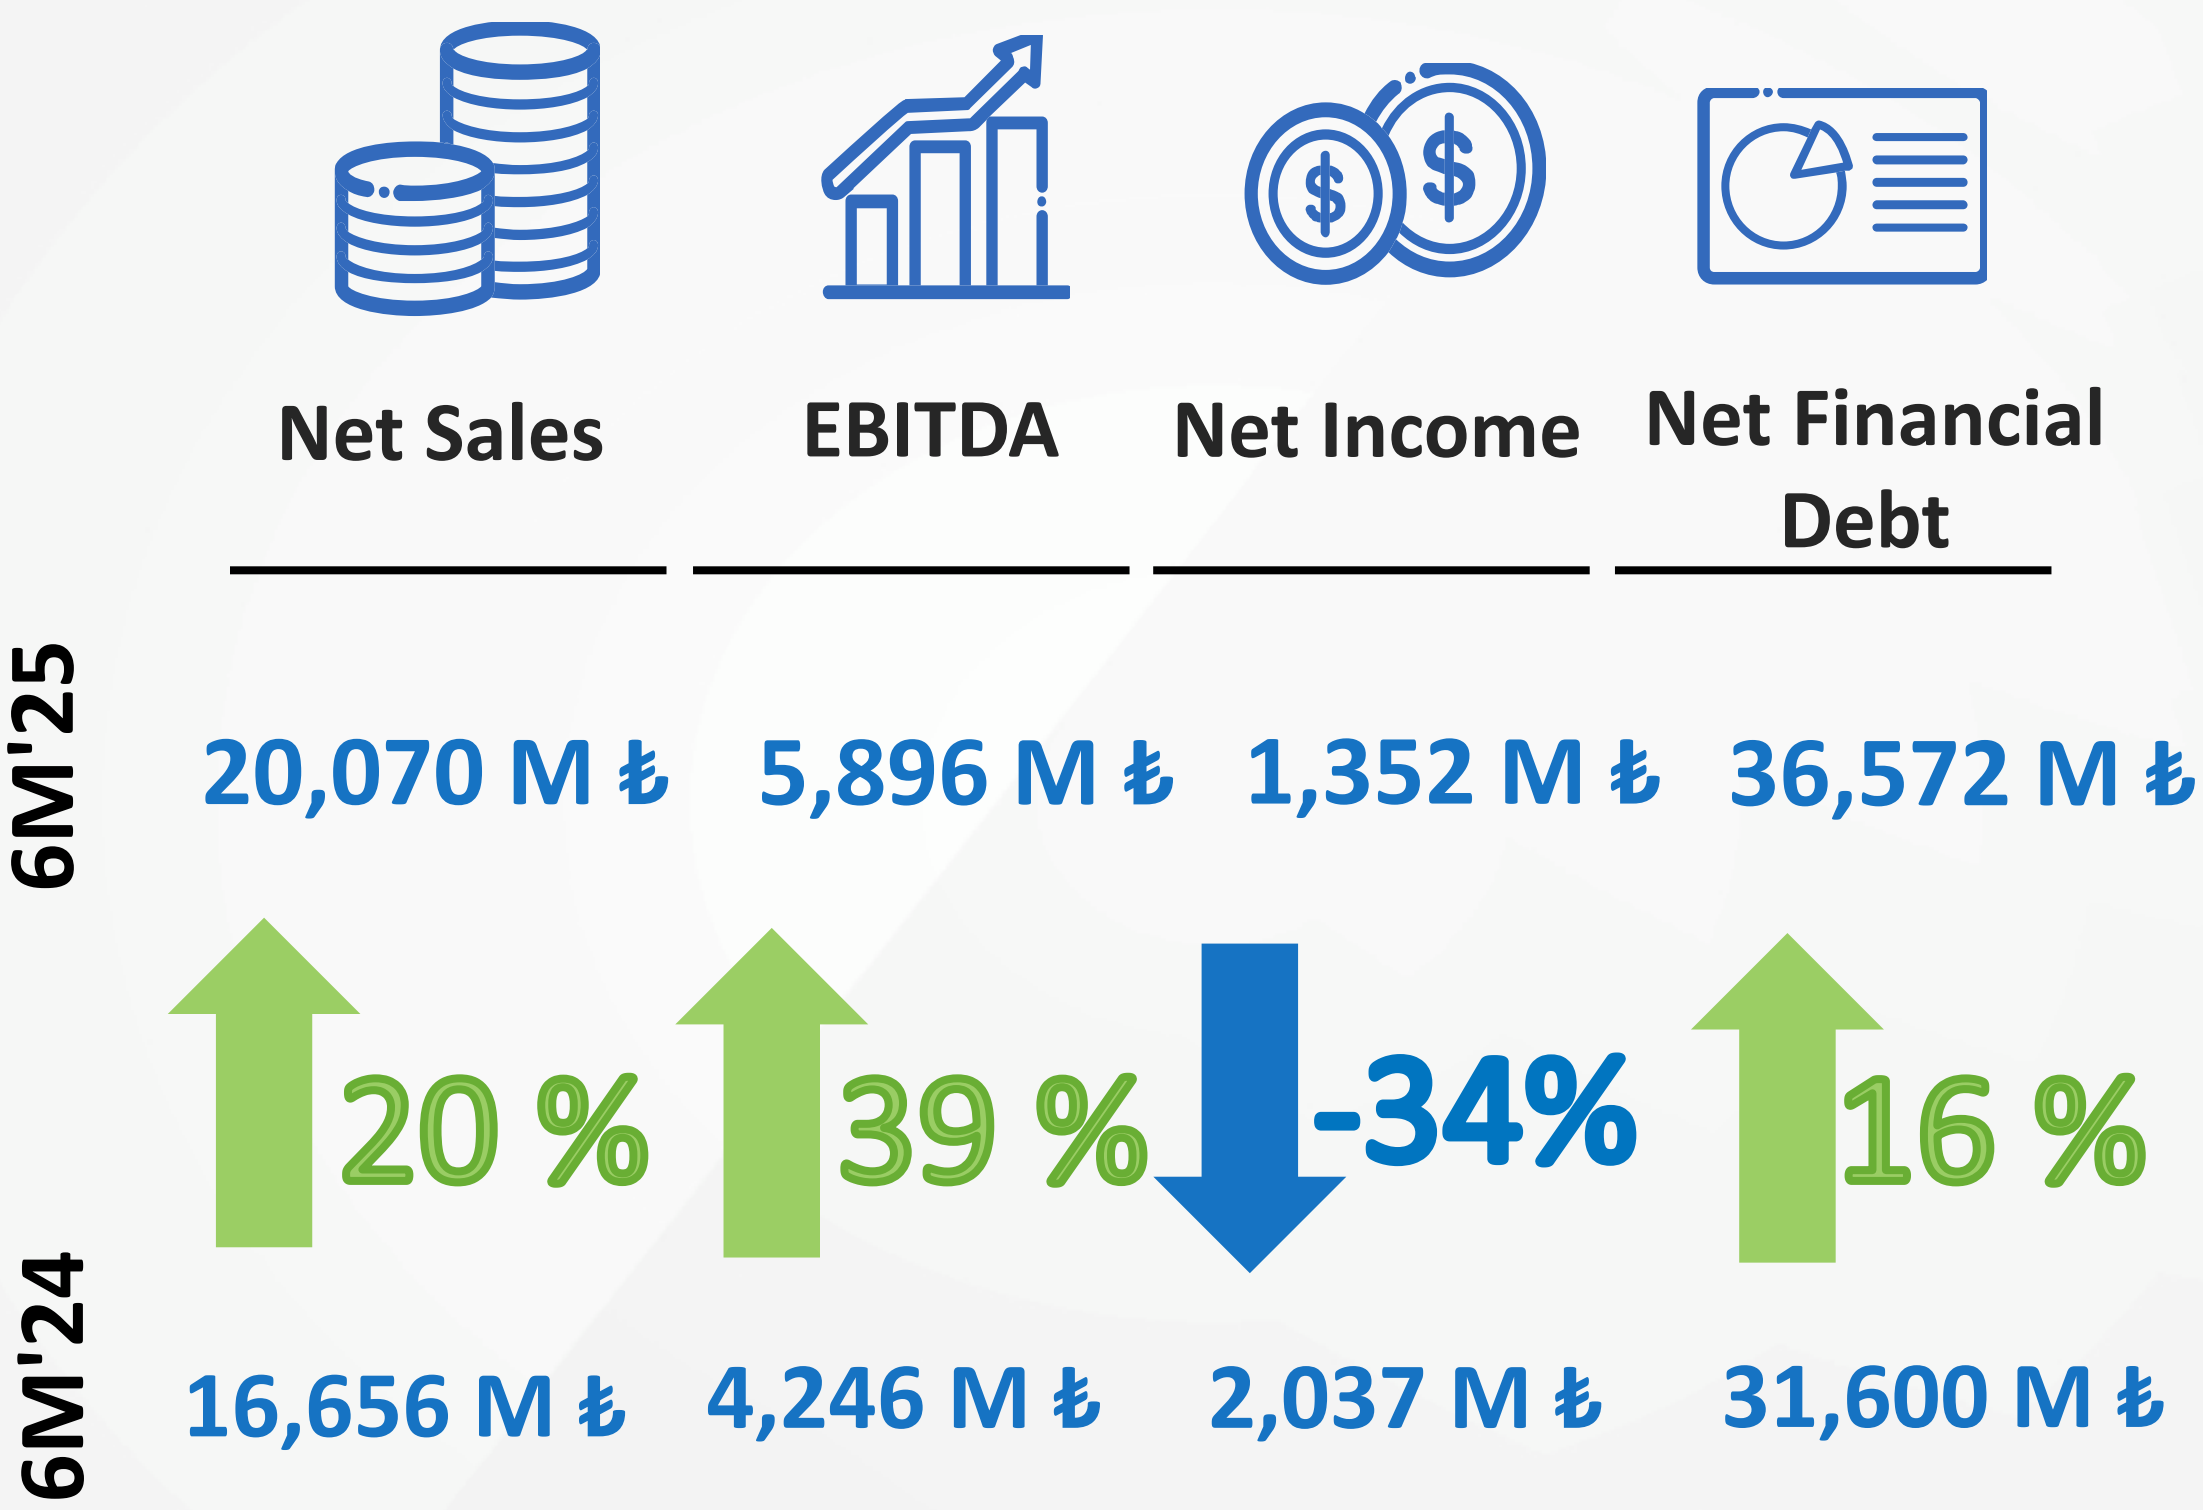 Net Sales
EBITDA
Net Income
Net Financial
Debt
6M'25
20,070 M ₺
5,896 M ₺
1,352 M ₺
36,572 M ₺
20 %
39 %
-34%
16 %
6M'24
16,656 M ₺
4,246 M ₺
2,037 M ₺
31,600 M ₺